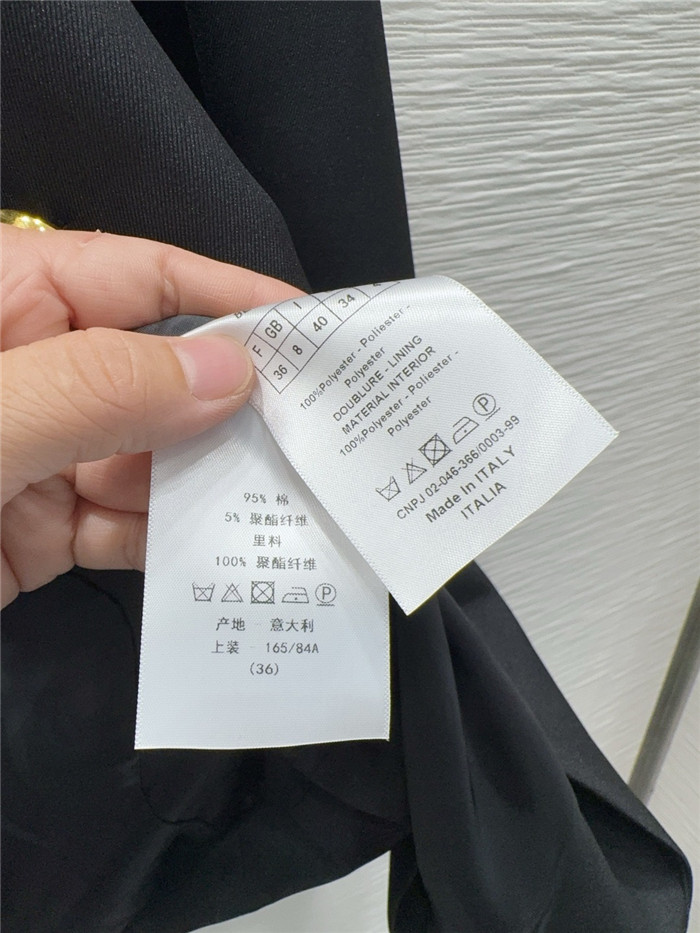 F GB I
36 8 40 34
100%Polyester - Poliester -
Polyester
DOUBLURE - LINING
MATERIAL INTERIOR
100%Polyester - Poliester -
Polyester
P
CNPJ 02-046-366/0003-99
Made In ITALY
ITALIA
95% 棉
5% 聚酯纤维
里料
100% 聚酯纤维
P
产地 - 意大利
上装 - 165/84A
(36)